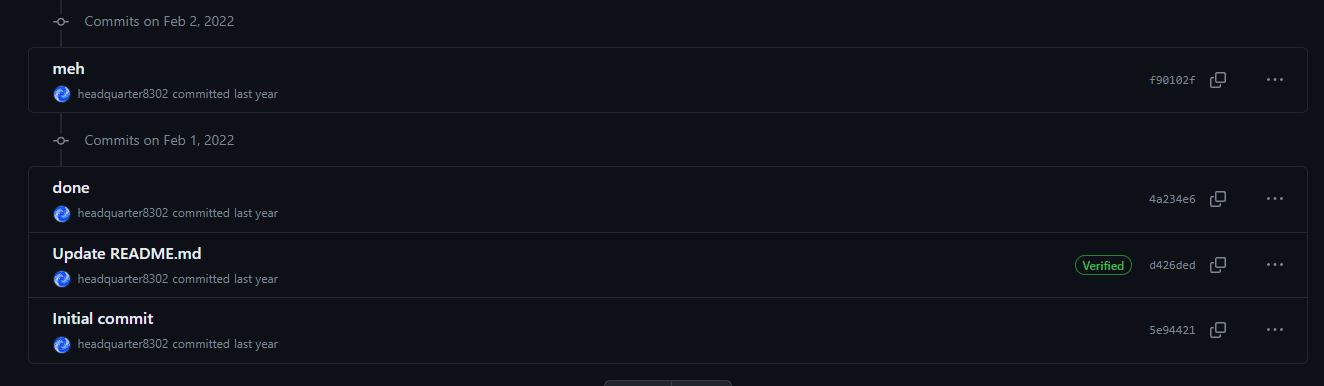 Commits on Feb 2, 2022
meh
f90102f
headquarter8302 committed last year
Commits on Feb 1, 2022
done
4a234e6
headquarter8302 committed last year
Update README.md
Verified d426ded
headquarter8302 committed last year
Initial commit
5e94421
headquarter8302 committed last year